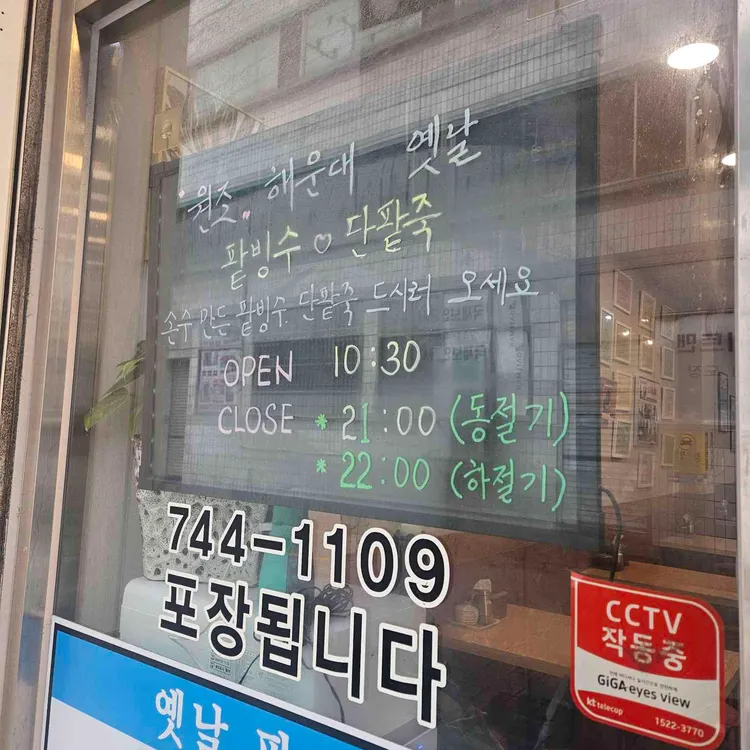 원조 해운대 옛날
팥빙수 ♡ 단팥죽
손수 만든 팥빙수. 단팥죽 드시러 오세요
OPEN 10:30
CLOSE * 21:00 (동절기)
* 22:00 (하절기)
744-1109
포장됩니다
옛날
CCTV
작동중
GiGA eyes view
kt telecop 1522-3770